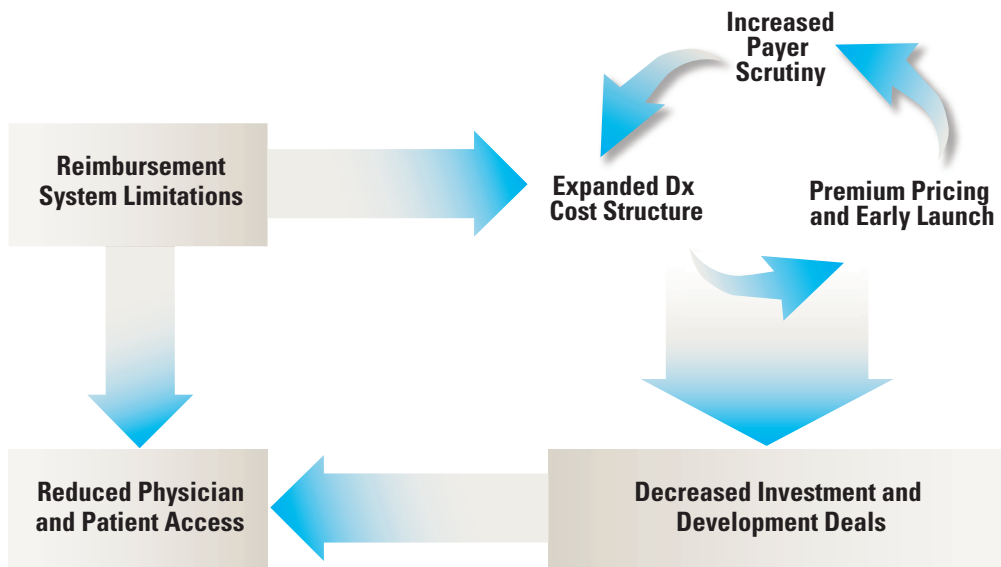 Increased
Payer
Scrutiny
Reimbursement
System Limitations
Expanded Dx
Cost Structure
Premium Pricing
and Early Launch
Reduced Physician
and Patient Access
Decreased Investment and
Development Deals